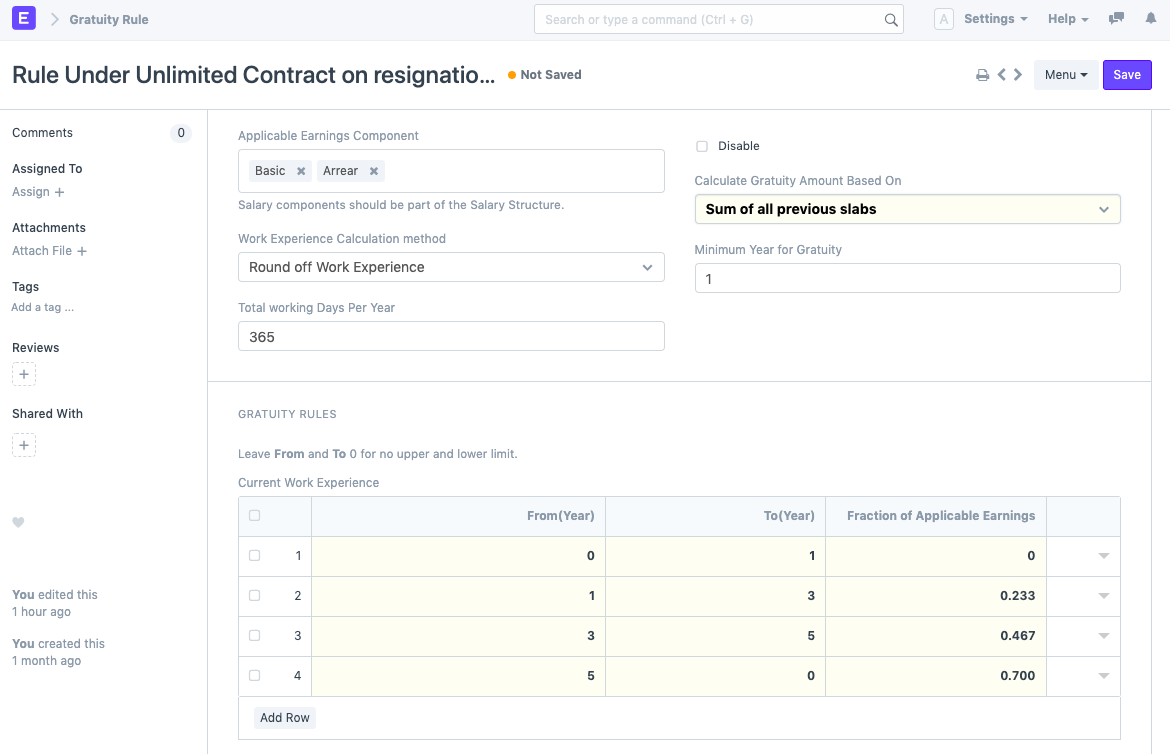 E Gratuity Rule Search or type a command (Ctrl + G) A Settings Help
Rule Under Unlimited Contract on resignatio... Not Saved Menu Save
Comments 0
Assigned To
Assign +
Attachments
Attach File +
Tags
Add a tag ...
Reviews
+
Shared With
+
You edited this
1 hour ago
You created this
1 month ago
Applicable Earnings Component
Basic × Arrear ×
Salary components should be part of the Salary Structure.
Work Experience Calculation method
Round off Work Experience
Total working Days Per Year
365
Disable
Calculate Gratuity Amount Based On
Sum of all previous slabs
Minimum Year for Gratuity
1
GRATUITY RULES
Leave From and To 0 for no upper and lower limit.
Current Work Experience
From(Year) To(Year) Fraction of Applicable Earnings
1 0 1 0
2 1 3 0.233
3 3 5 0.467
4 5 0 0.700
Add Row